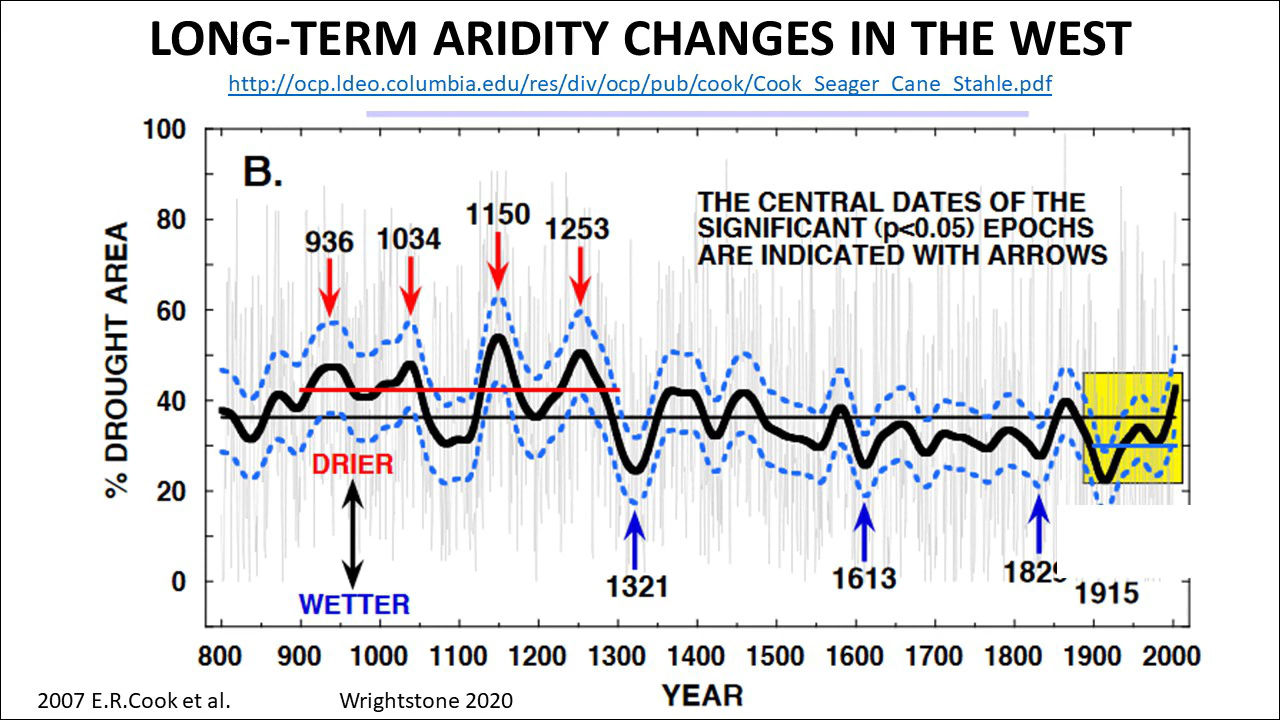 LONG-TERM ARIDITY CHANGES IN THE WEST
http://ocp.ldeo.columbia.edu/res/div/ocp/pub/cook/Cook_Seager_Cane_Stahle.pdf
B.
THE CENTRAL DATES OF THE
SIGNIFICANT (p<0.05) EPOCHS
ARE INDICATED WITH ARROWS
936
1034
1150
1253
% DROUGHT AREA
100
80
60
40
20
0
DRIER
WETTER
1321
1613
1829
1915
800 900 1000 1100 1200 1300 1400 1500 1600 1700 1800 1900 2000
YEAR
2007 E.R.Cook et al. Wrightstone 2020